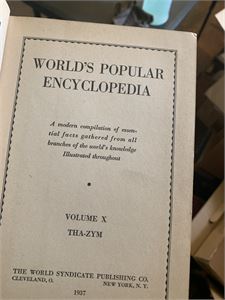 WORLD'S POPULAR
ENCYCLOPEDIA
A modern compilation of essen-
tial facts gathered from all
branches of the world's knowledge
Illustrated throughout
VOLUME X
THA-ZYM
THE WORLD SYNDICATE PUBLISHING CO.
CLEVELAND, O. NEW YORK, N. Y.
1937